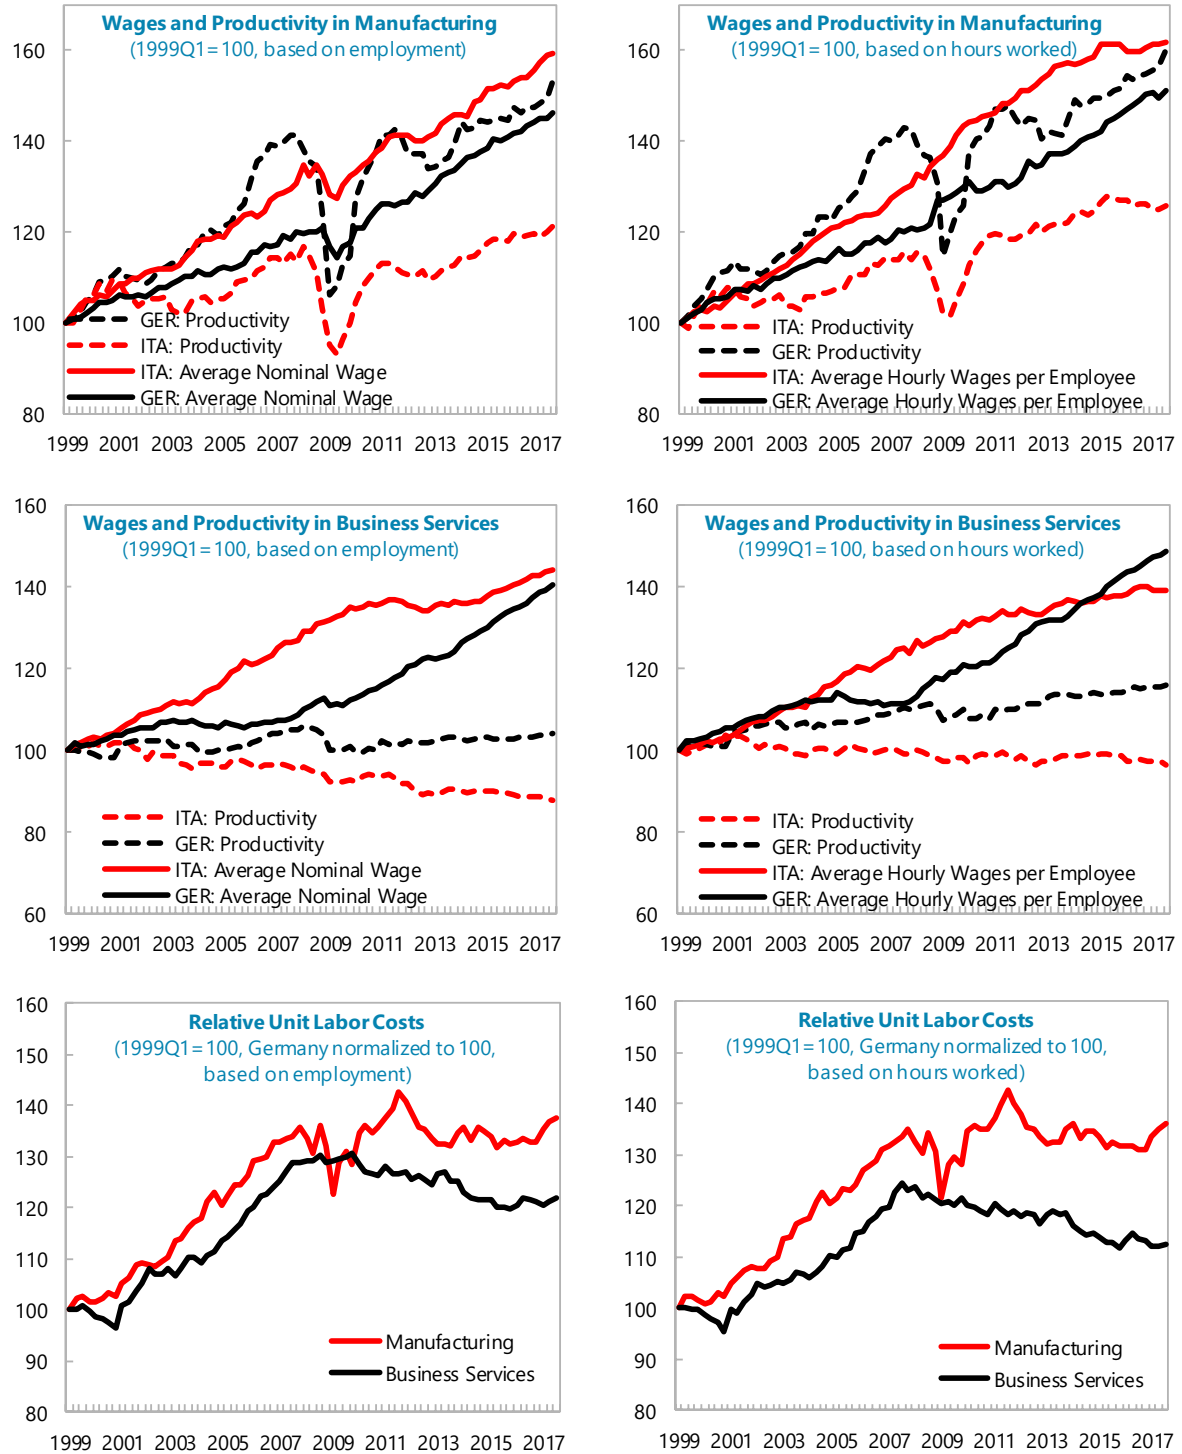 Wages and Productivity in Manufacturing
(1999Q1=100, based on employment)
160
140
120
100
80
GER: Productivity
ITA: Productivity
ITA: Average Nominal Wage
GER: Average Nominal Wage
1999 2001 2003 2005 2007 2009 2011 2013 2015 2017
Wages and Productivity in Manufacturing
(1999Q1=100, based on hours worked)
160
140
120
100
80
ITA: Productivity
GER: Productivity
ITA: Average Hourly Wages per Employee
GER: Average Hourly Wages per Employee
1999 2001 2003 2005 2007 2009 2011 2013 2015 2017
Wages and Productivity in Business Services
(1999Q1=100, based on employment)
160
140
120
100
80
60
ITA: Productivity
GER: Productivity
ITA: Average Nominal Wage
GER: Average Nominal Wage
1999 2001 2003 2005 2007 2009 2011 2013 2015 2017
Wages and Productivity in Business Services
(1999Q1=100, based on hours worked)
160
140
120
100
80
60
ITA: Productivity
GER: Productivity
ITA: Average Hourly Wages per Employee
GER: Average Hourly Wages per Employee
1999 2001 2003 2005 2007 2009 2011 2013 2015 2017
Relative Unit Labor Costs
(1999Q1=100, Germany normalized to 100,
based on employment)
160
150
140
130
120
110
100
90
80
Manufacturing
Business Services
1999 2001 2003 2005 2007 2009 2011 2013 2015 2017
Relative Unit Labor Costs
(1999Q1=100, Germany normalized to 100,
based on hours worked)
160
150
140
130
120
110
100
90
80
Manufacturing
Business Services
1999 2001 2003 2005 2007 2009 2011 2013 2015 2017